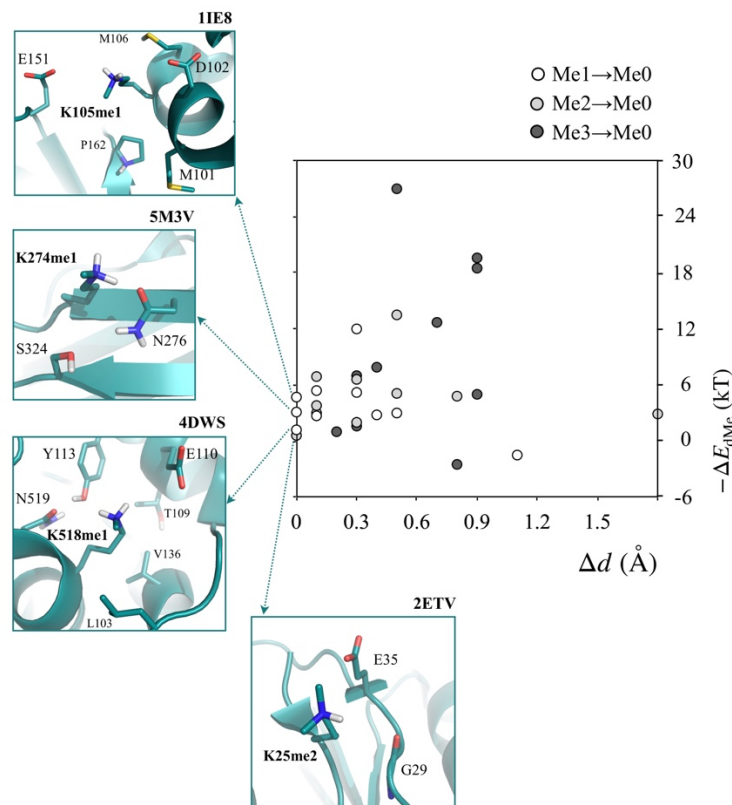 1IE8
M106
E151
D102
K105me1
P162
M101
Me1→Me0
Me2→Me0
Me3→Me0
5M3V
K274me1
N276
S324
4DWS
Y113
E110
N519
T109
K518me1
V136
L103
2ETV
E35
K25me2
G29
30
24
18
12
6
0
-6
−ΔE_dMe (kT)
0 0.3 0.6 0.9 1.2 1.5
Δd (Å)